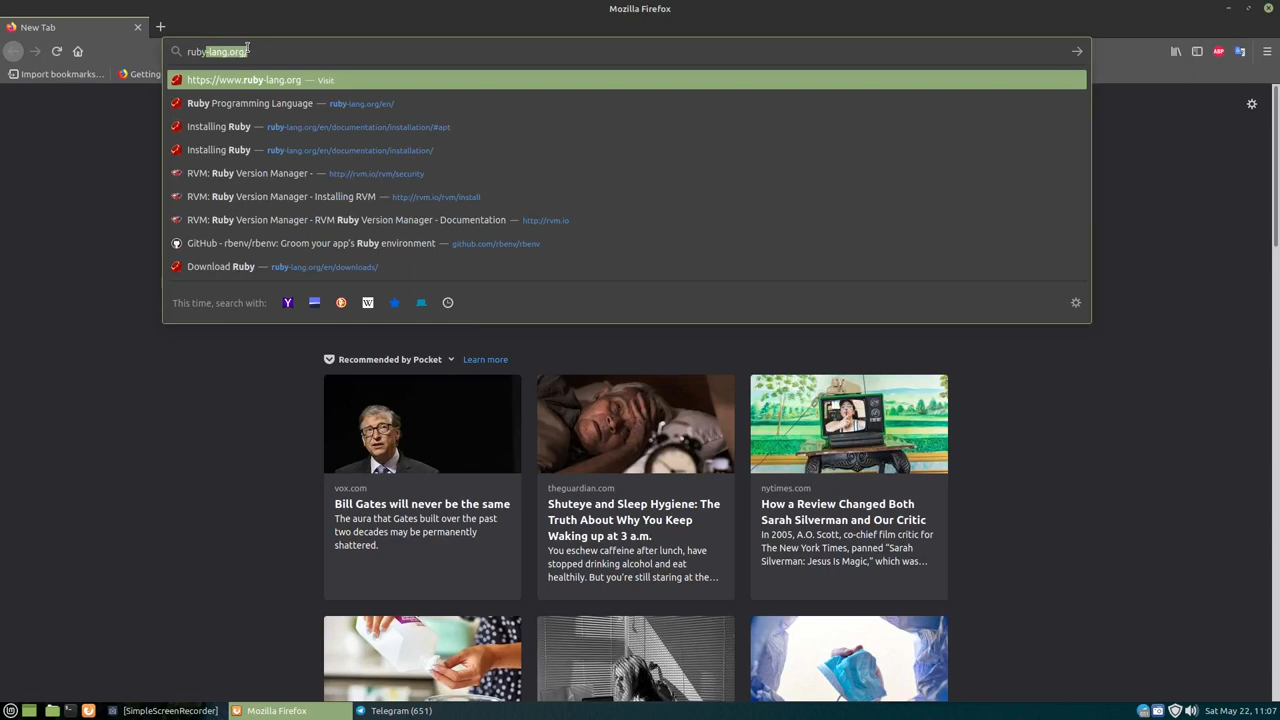 Mozilla Firefox
New Tab
ruby-lang.org/
Import bookmarks...
Getting
https://www.ruby-lang.org — Visit
Ruby Programming Language — ruby-lang.org/en/
Installing Ruby — ruby-lang.org/en/documentation/installation/#apt
Installing Ruby — ruby-lang.org/en/documentation/installation/
RVM: Ruby Version Manager - — http://rvm.io/rvm/security
RVM: Ruby Version Manager - Installing RVM — http://rvm.io/rvm/install
RVM: Ruby Version Manager - RVM Ruby Version Manager - Documentation — http://rvm.io
GitHub - rbenv/rbenv: Groom your app's Ruby environment — github.com/rbenv/rbenv
Download Ruby — ruby-lang.org/en/downloads/
This time, search with:
Recommended by Pocket
Learn more
vox.com
Bill Gates will never be the same
The aura that Gates built over the past
two decades may be permanently
shattered.
theguardian.com
Shuteye and Sleep Hygiene: The
Truth About Why You Keep
Waking up at 3 a.m.
You eschew caffeine after lunch, have
stopped drinking alcohol and eat
healthily. But you're still staring at the...
nytimes.com
How a Review Changed Both
Sarah Silverman and Our Critic
In 2005, A.O. Scott, co-chief film critic for
The New York Times, panned “Sarah
Silverman: Jesus Is Magic,” which was...
[SimpleScreenRecorder]
Mozilla Firefox
Telegram (651)
Sat May 22, 11:07